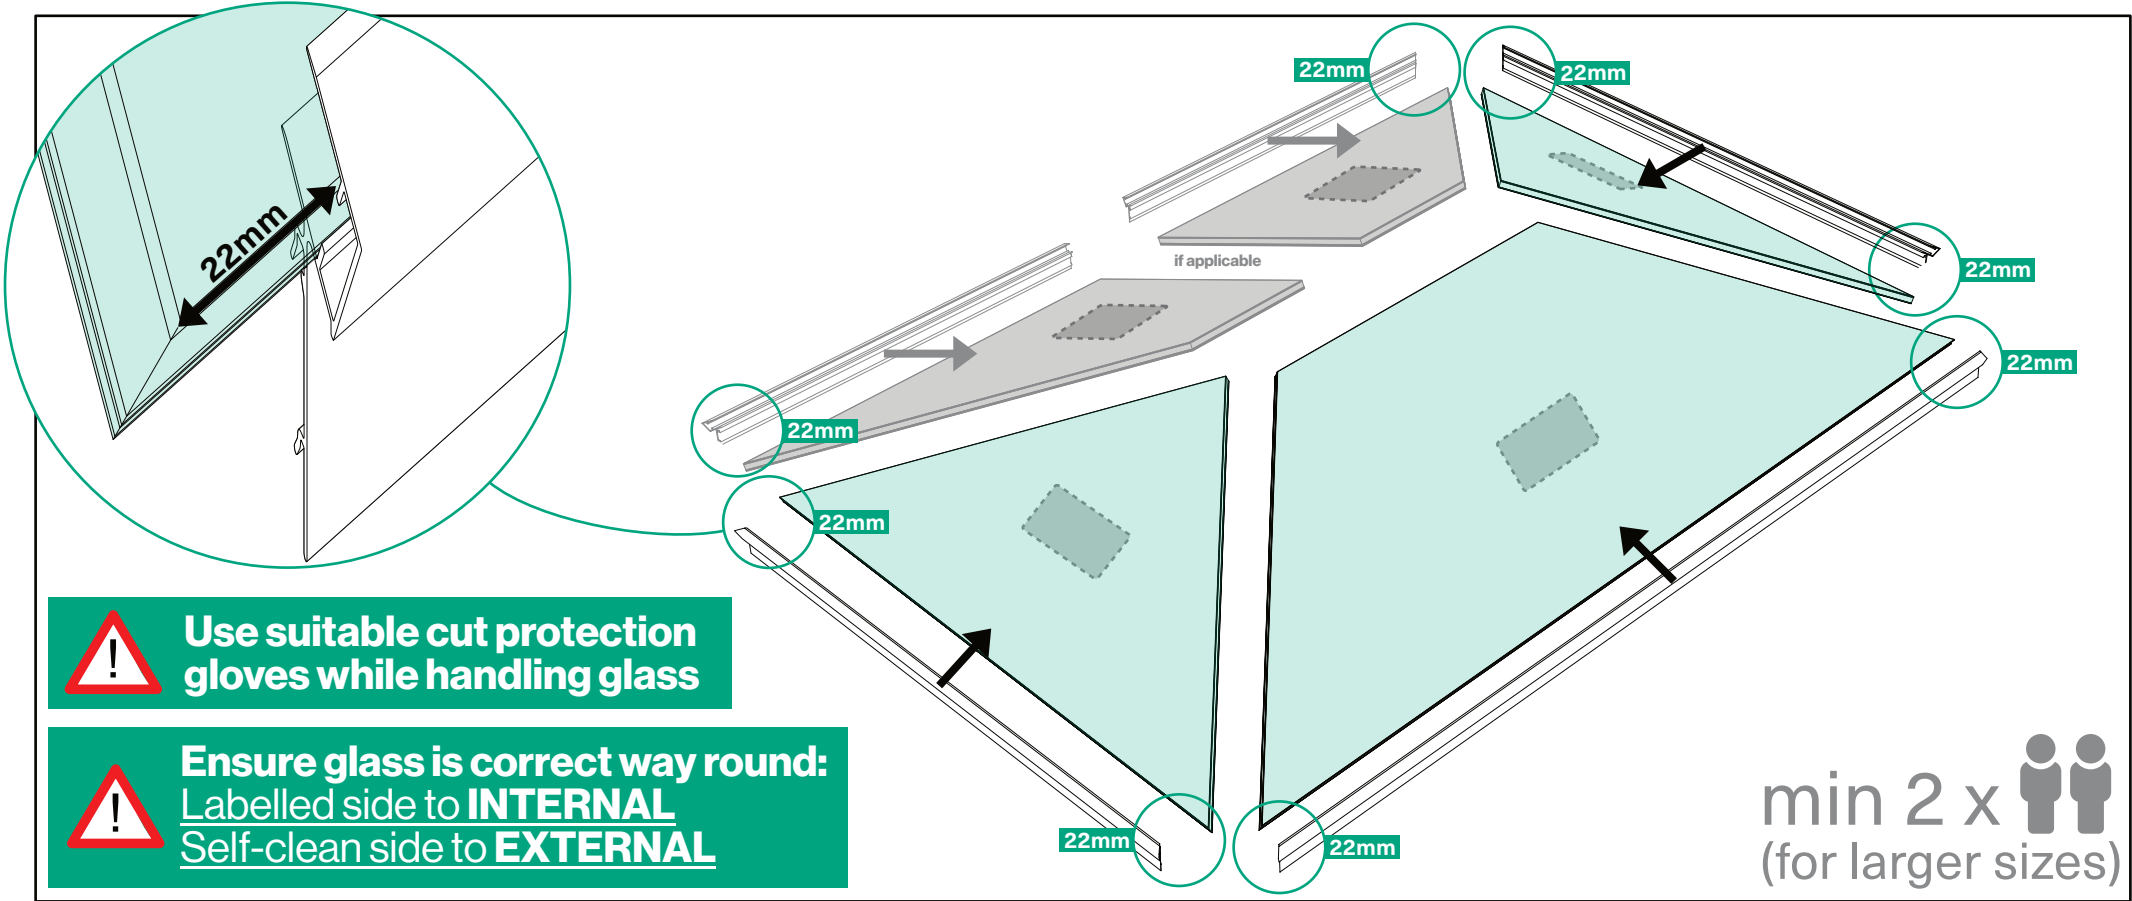 22mm
22mm
22mm
if applicable
22mm
22mm
22mm
22mm
22mm
22mm
Use suitable cut protection
gloves while handling glass
Ensure glass is correct way round:
Labelled side to INTERNAL
Self-clean side to EXTERNAL
min 2 x
(for larger sizes)